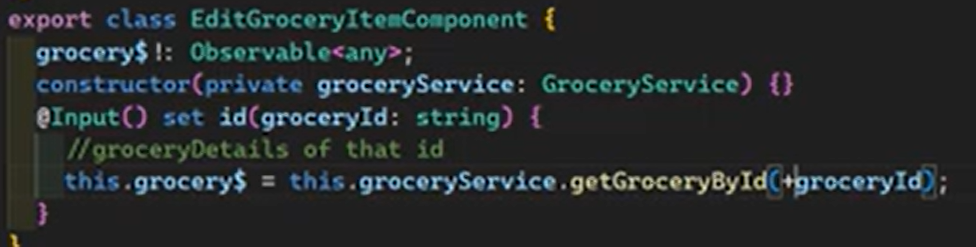 export class EditGroceryItemComponent {
grocery$!: Observable<any>;
constructor(private groceryService: GroceryService) {}
@Input() set id(groceryId: string) {
//groceryDetails of that id
this.grocery$ = this.groceryService.getGroceryById(+groceryId);
}
}